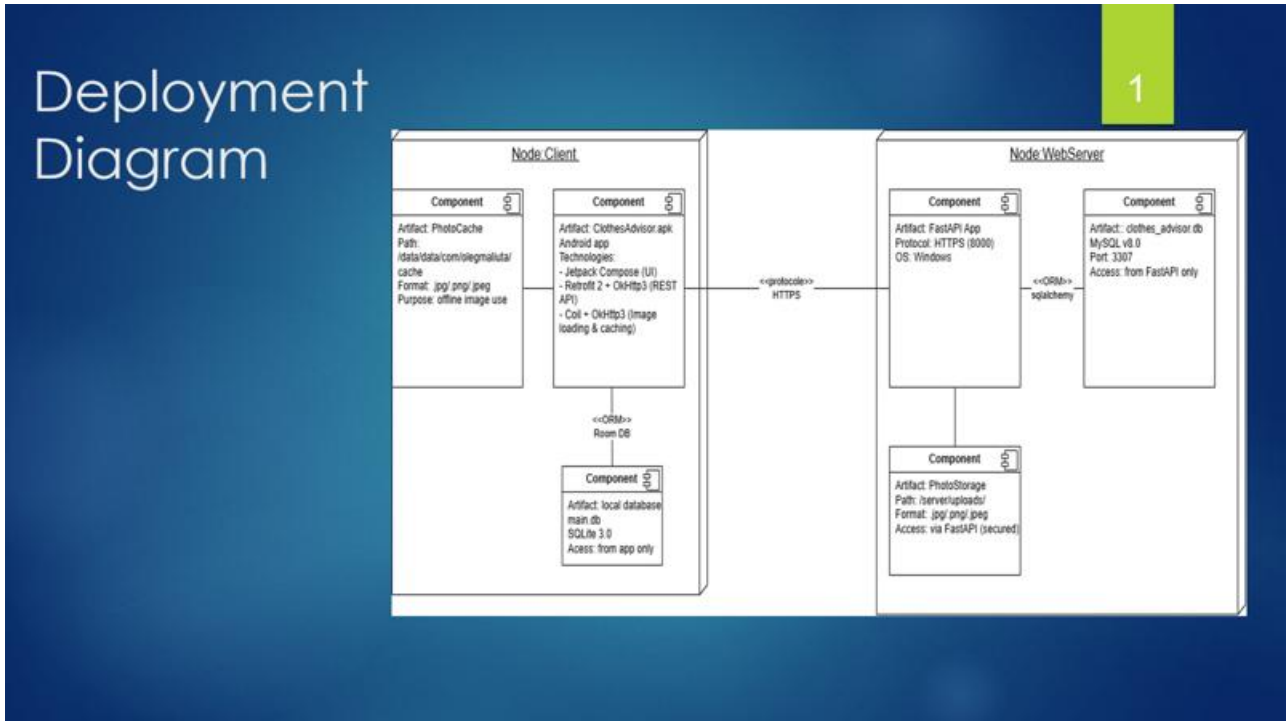 Deployment
Diagram
1
Node:Client
Component
Artifact: PhotoCache
Path:
/data/data/com/olegmaliuta/
cache
Format: .jpg/.png/.jpeg
Purpose: offline image use
Component
Artifact: ClothesAdvisor.apk
Android app
Technologies:
- Jetpack Compose (UI)
- Retrofit 2 + OkHttp3 (REST
API)
- Coil + OkHttp3 (Image
loading & caching)
<<ORM>>
Room DB
Component
Artifact: local database
main.db
SQLite 3.0
Acess: from app only
<<protocole>>
HTTPS
Node:WebServer
Component
Artifact: FastAPI App
Protocol: HTTPS (8000)
OS: Windows
<<ORM>>
sqlalchemy
Component
Artifact:: clothes_advisor.db
MySQL v8.0
Port: 3307
Access: from FastAPI only
Component
Artifact: PhotoStorage
Path: /server/uploads/
Format: .jpg/.png/.jpeg
Access: via FastAPI (secured)